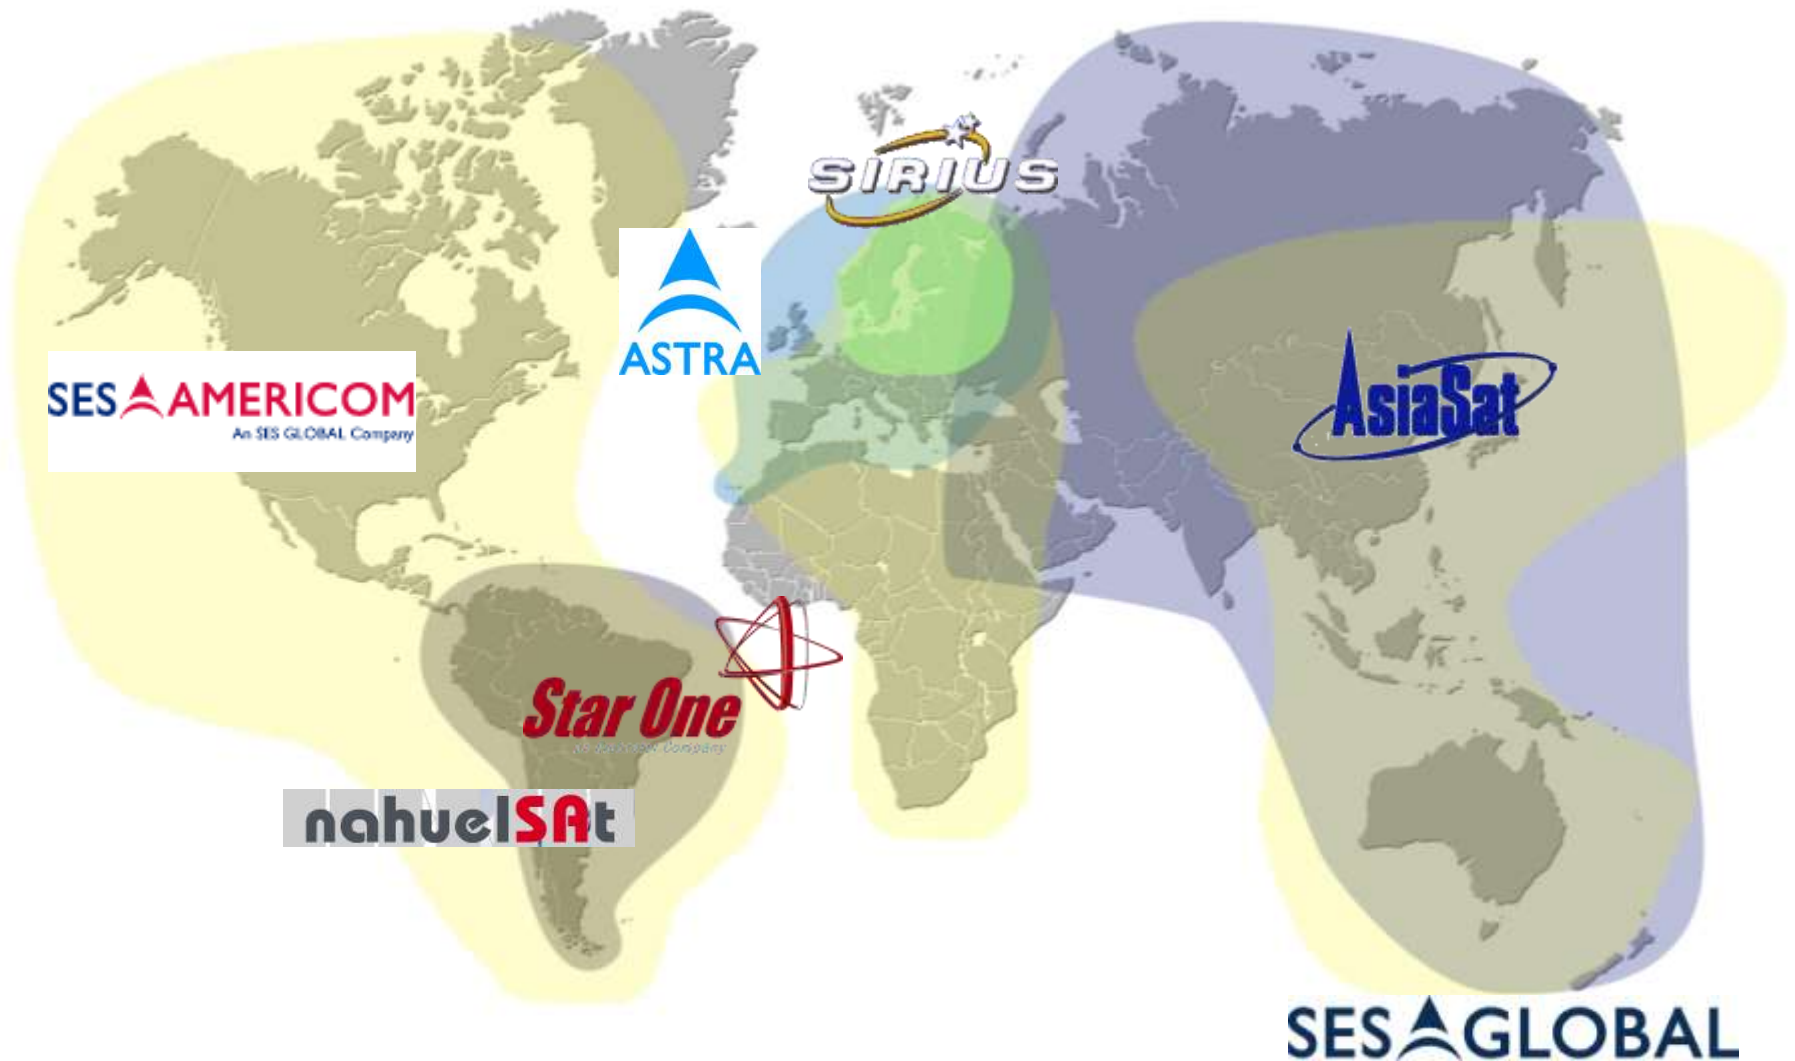 SIRIUS
ASTRA
SES AMERICOM
An SES GLOBAL Company
AsiaSat
Star One
nahuelSAt
SES GLOBAL